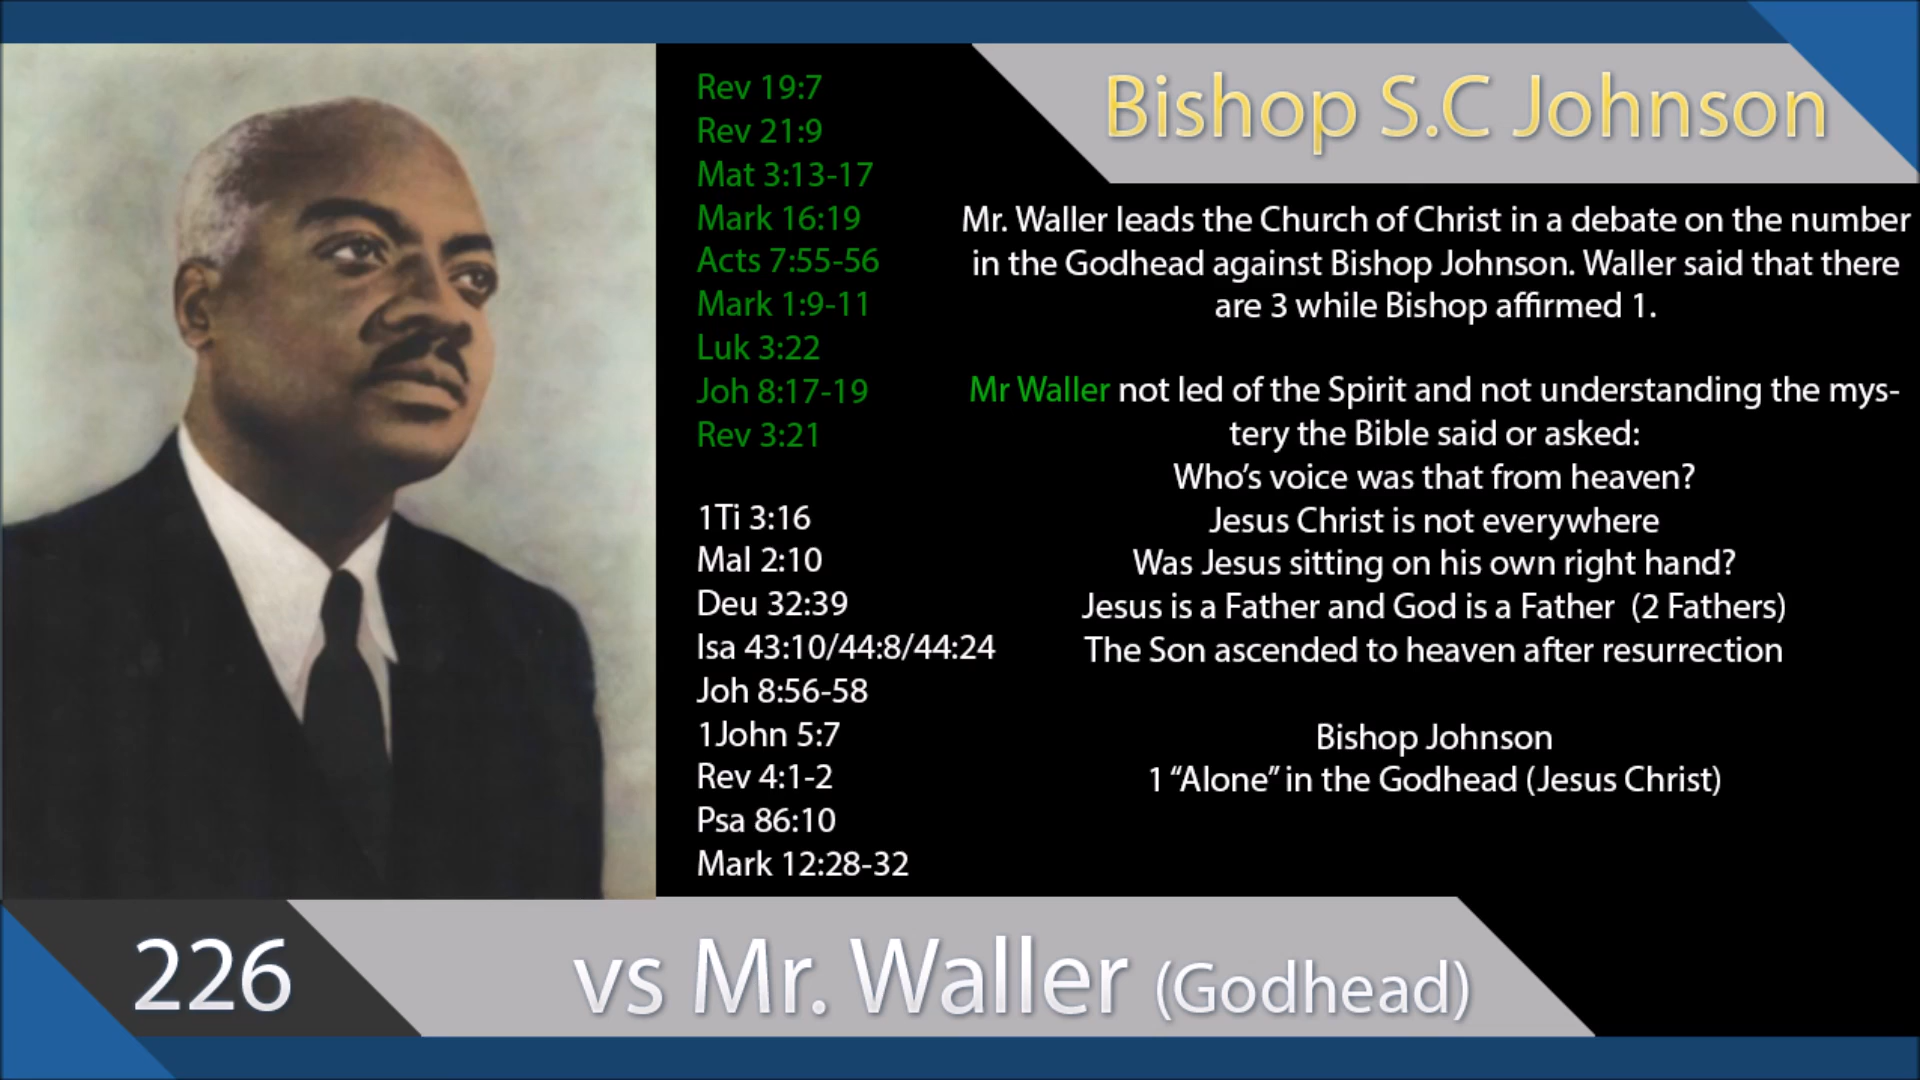 Bishop S.C Johnson
Rev 19:7
Rev 21:9
Mat 3:13-17
Mark 16:19
Acts 7:55-56
Mark 1:9-11
Luk 3:22
Joh 8:17-19
Rev 3:21
1Ti 3:16
Mal 2:10
Deu 32:39
Isa 43:10/44:8/44:24
Joh 8:56-58
1John 5:7
Rev 4:1-2
Psa 86:10
Mark 12:28-32
Mr. Waller leads the Church of Christ in a debate on the number
in the Godhead against Bishop Johnson. Waller said that there
are 3 while Bishop affirmed 1.
Mr Waller not led of the Spirit and not understanding the mys-
tery the Bible said or asked:
Who's voice was that from heaven?
Jesus Christ is not everywhere
Was Jesus sitting on his own right hand?
Jesus is a Father and God is a Father (2 Fathers)
The Son ascended to heaven after resurrection
Bishop Johnson
1 “Alone” in the Godhead (Jesus Christ)
226
vs Mr. Waller (Godhead)